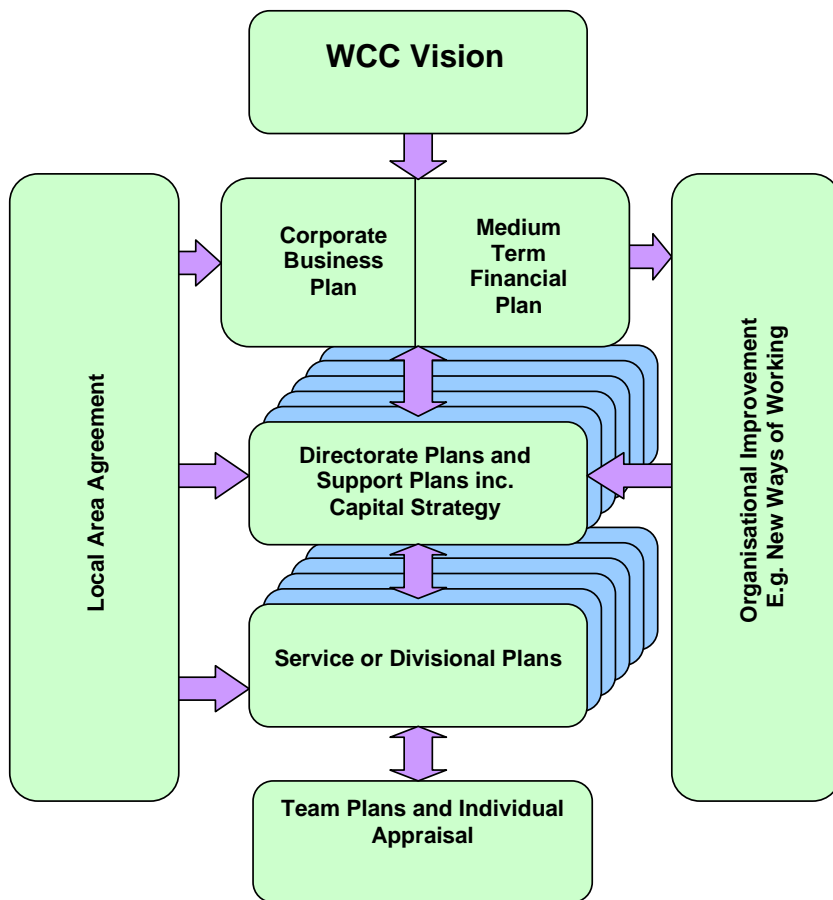 WCC Vision
Corporate
Business
Plan
Medium
Term
Financial
Plan
Local Area Agreement
Directorate Plans and
Support Plans inc.
Capital Strategy
Organisational Improvement
E.g. New Ways of Working
Service or Divisional Plans
Team Plans and Individual
Appraisal